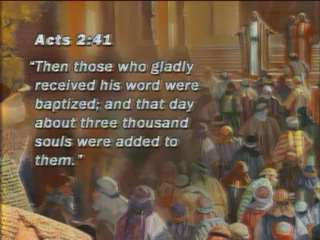 Acts 2:41
“Then those who gladly
received his word were
baptized; and that day
about three thousand
souls were added to
them.”